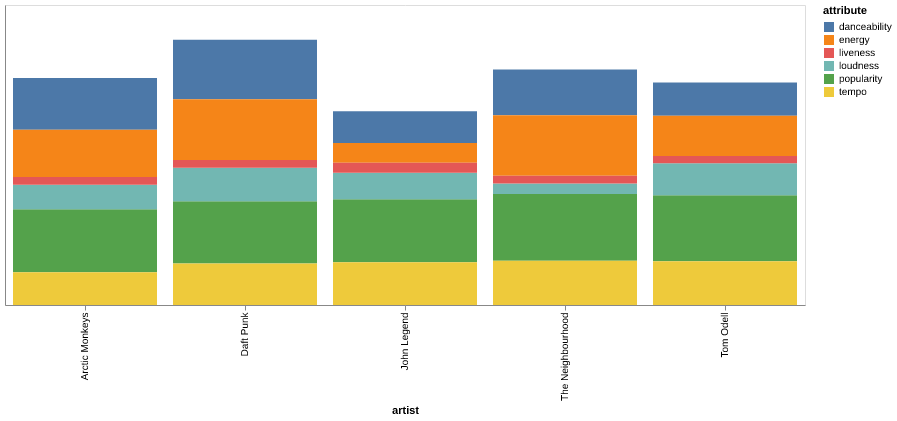 attribute
danceability
energy
liveness
loudness
popularity
tempo
Arctic Monkeys
Daft Punk
John Legend
The Neighbourhood
Tom Odell
artist